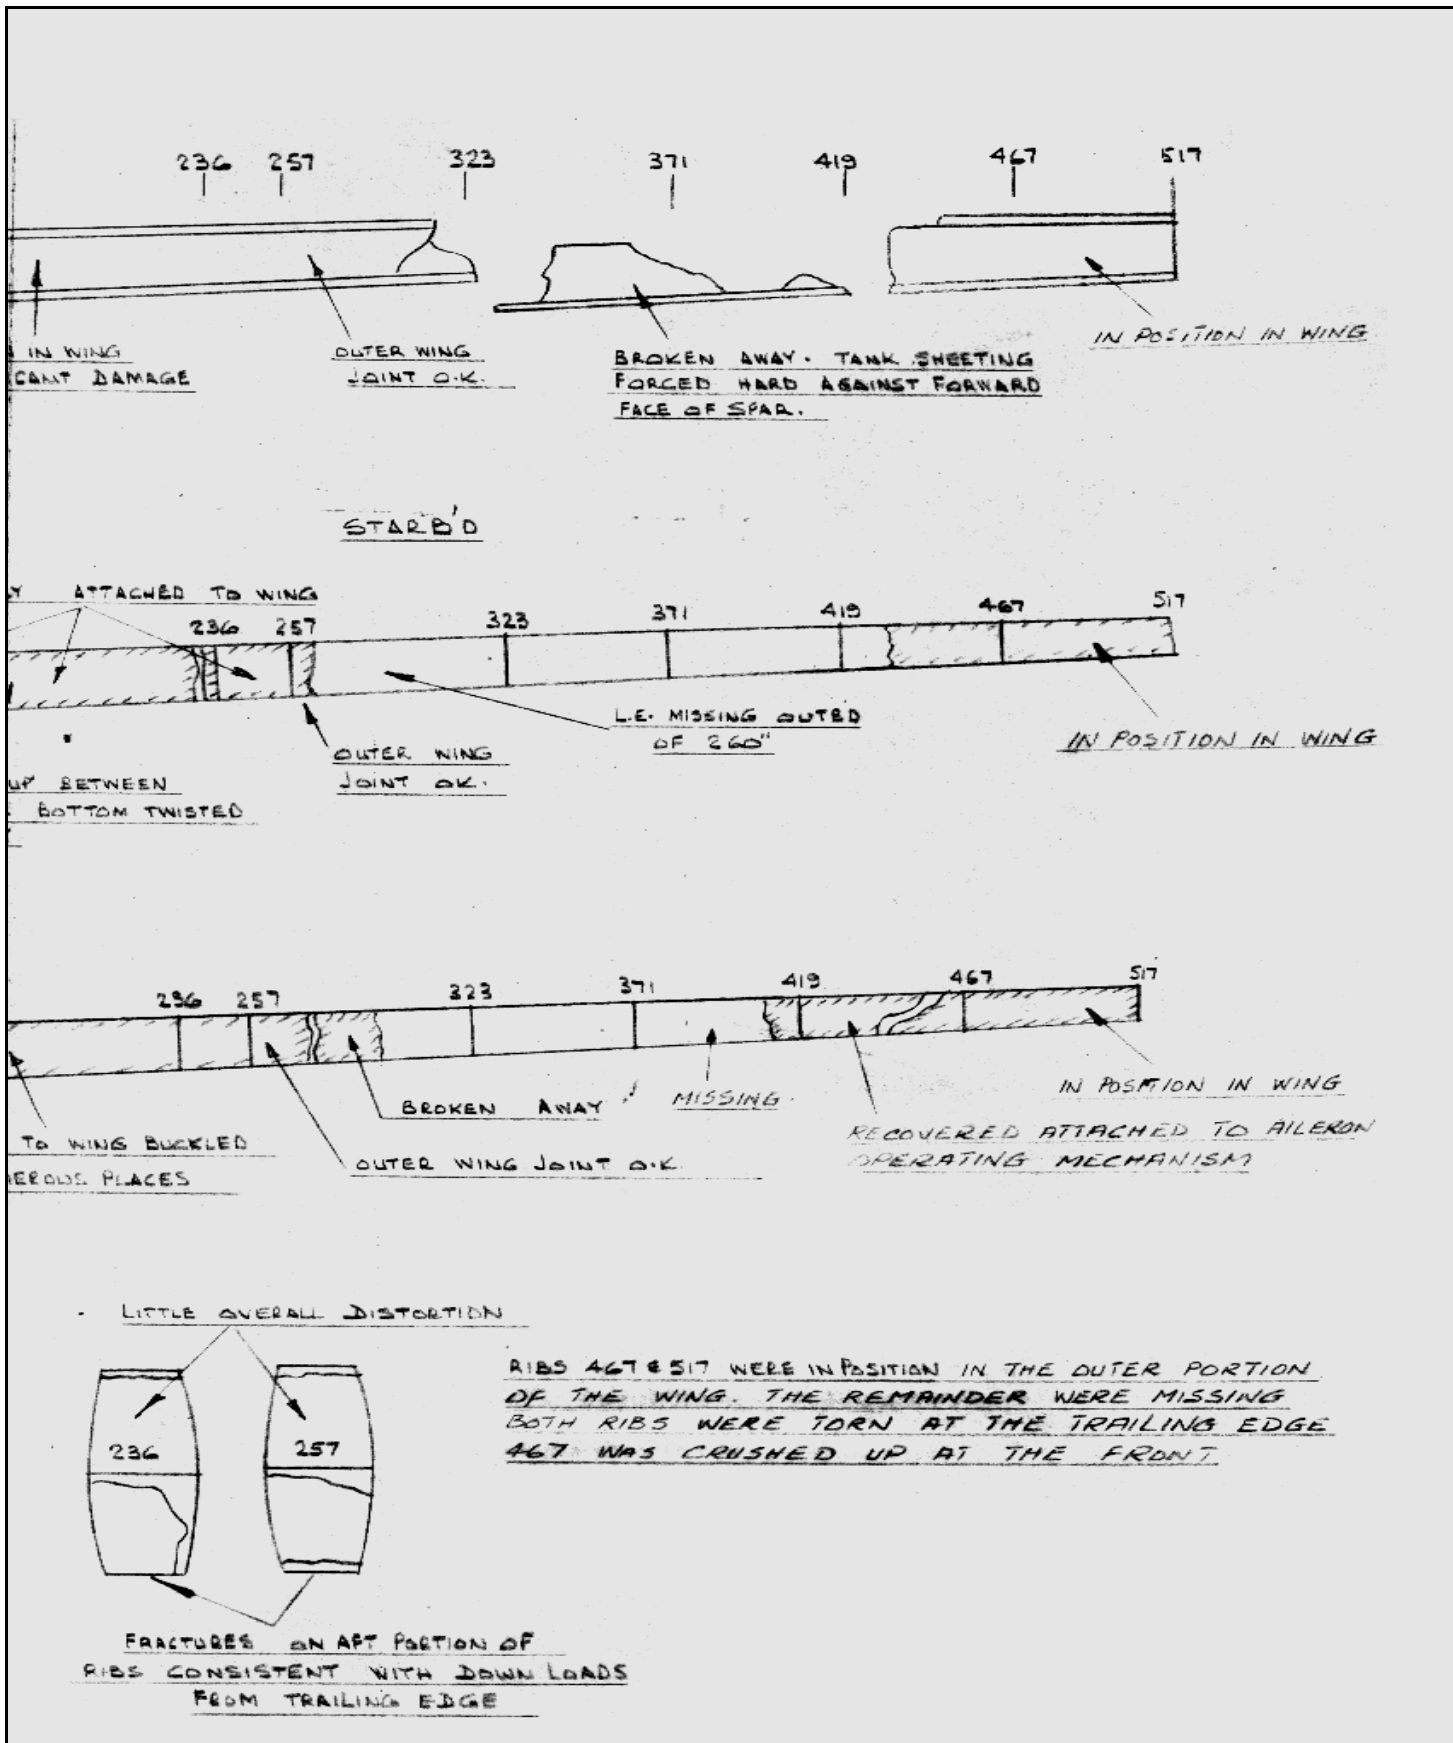 236 257 323 371 419 467 517
IN WING
CANT DAMAGE
OUTER WING
JOINT O.K.
BROKEN AWAY. TANK SHEETING
FORCED HARD AGAINST FORWARD
FACE OF SPAR.
IN POSITION IN WING
STARB'D
Y ATTACHED TO WING
236 257 323 371 419 467 517
L.E. MISSING OUTBD
OF 260"
IN POSITION IN WING
OUTER WING
JOINT OK.
UP BETWEEN
BOTTOM TWISTED
236 257 323 371 419 467 517
BROKEN AWAY
MISSING.
IN POSITION IN WING
TO WING BUCKLED
EROUS PLACES
OUTER WING JOINT O.K.
RECOVERED ATTACHED TO AILERON
OPERATING MECHANISM
LITTLE OVERALL DISTORTION
236 257
RIBS 467 & 517 WERE IN POSITION IN THE OUTER PORTION
OF THE WING. THE REMAINDER WERE MISSING
BOTH RIBS WERE TORN AT THE TRAILING EDGE
467 WAS CRUSHED UP AT THE FRONT.
FRACTURES ON AFT PORTION OF
RIBS CONSISTENT WITH DOWN LOADS
FROM TRAILING EDGE